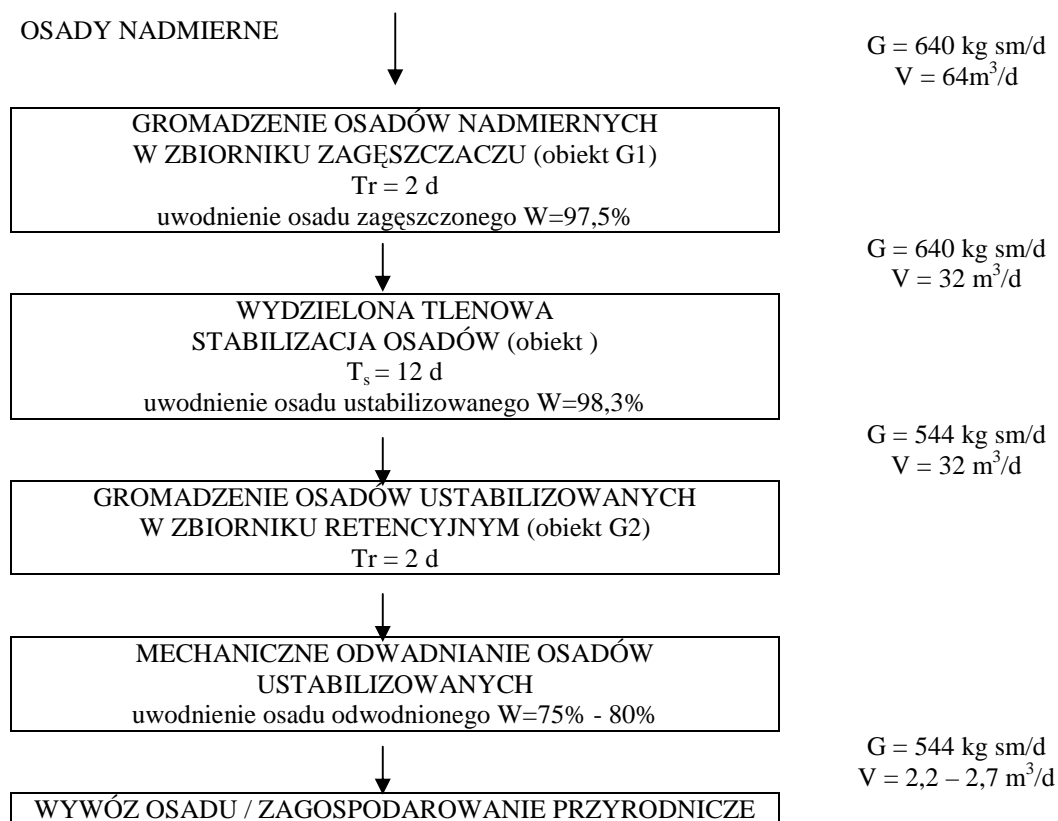 OSADY NADMIERNE
G = 640 kg sm/d
V = 64m³/d
GROMADZENIE OSADÓW NADMIERNYCH
W ZBIORNIKU ZAGĘSZCZACZU (obiekt G1)
Tr = 2 d
uwodnienie osadu zagęszczonego W=97,5%
G = 640 kg sm/d
V = 32 m³/d
WYDZIELONA TLENOWA
STABILIZACJA OSADÓW (obiekt )
Tₛ = 12 d
uwodnienie osadu ustabilizowanego W=98,3%
G = 544 kg sm/d
V = 32 m³/d
GROMADZENIE OSADÓW USTABILIZOWANYCH
W ZBIORNIKU RETENCYJNYM (obiekt G2)
Tr = 2 d
MECHANICZNE ODWADNIANIE OSADÓW
USTABILIZOWANYCH
uwodnienie osadu odwodnionego W=75% - 80%
G = 544 kg sm/d
V = 2,2 – 2,7 m³/d
WYWÓZ OSADU / ZAGOSPODAROWANIE PRZYRODNICZE